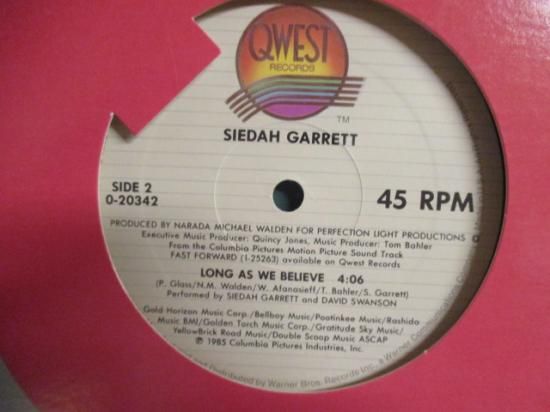 QWEST
RECORDS
TM
SIEDAH GARRETT
SIDE 2
0-20342
45 RPM
PRODUCED BY NARADA MICHAEL WALDEN FOR PERFECTION LIGHT PRODUCTIONS
Executive Music Producer: Quincy Jones, Music Producer: Tom Bahler
From the Columbia Pictures Motion Picture Sound Track
FAST FORWARD (1-25263) available on Qwest Records
LONG AS WE BELIEVE 4:06
(P. Glass/N.M. Walden/W. Afanasieff/T. Bahler/S. Garrett)
Performed by SIEDAH GARRETT and DAVID SWANSON
Gold Horizon Music Corp./Bellboy Music/Pootinkee Music/Rashida
Music BMI/Golden Torch Music Corp./Gratitude Sky Music/
YellowBrick Road Music/Double Scoop Music ASCAP
℗ 1985 Columbia Pictures Industries, Inc.
and Distributed by Warner Bros. Records Inc., a Warner Communications